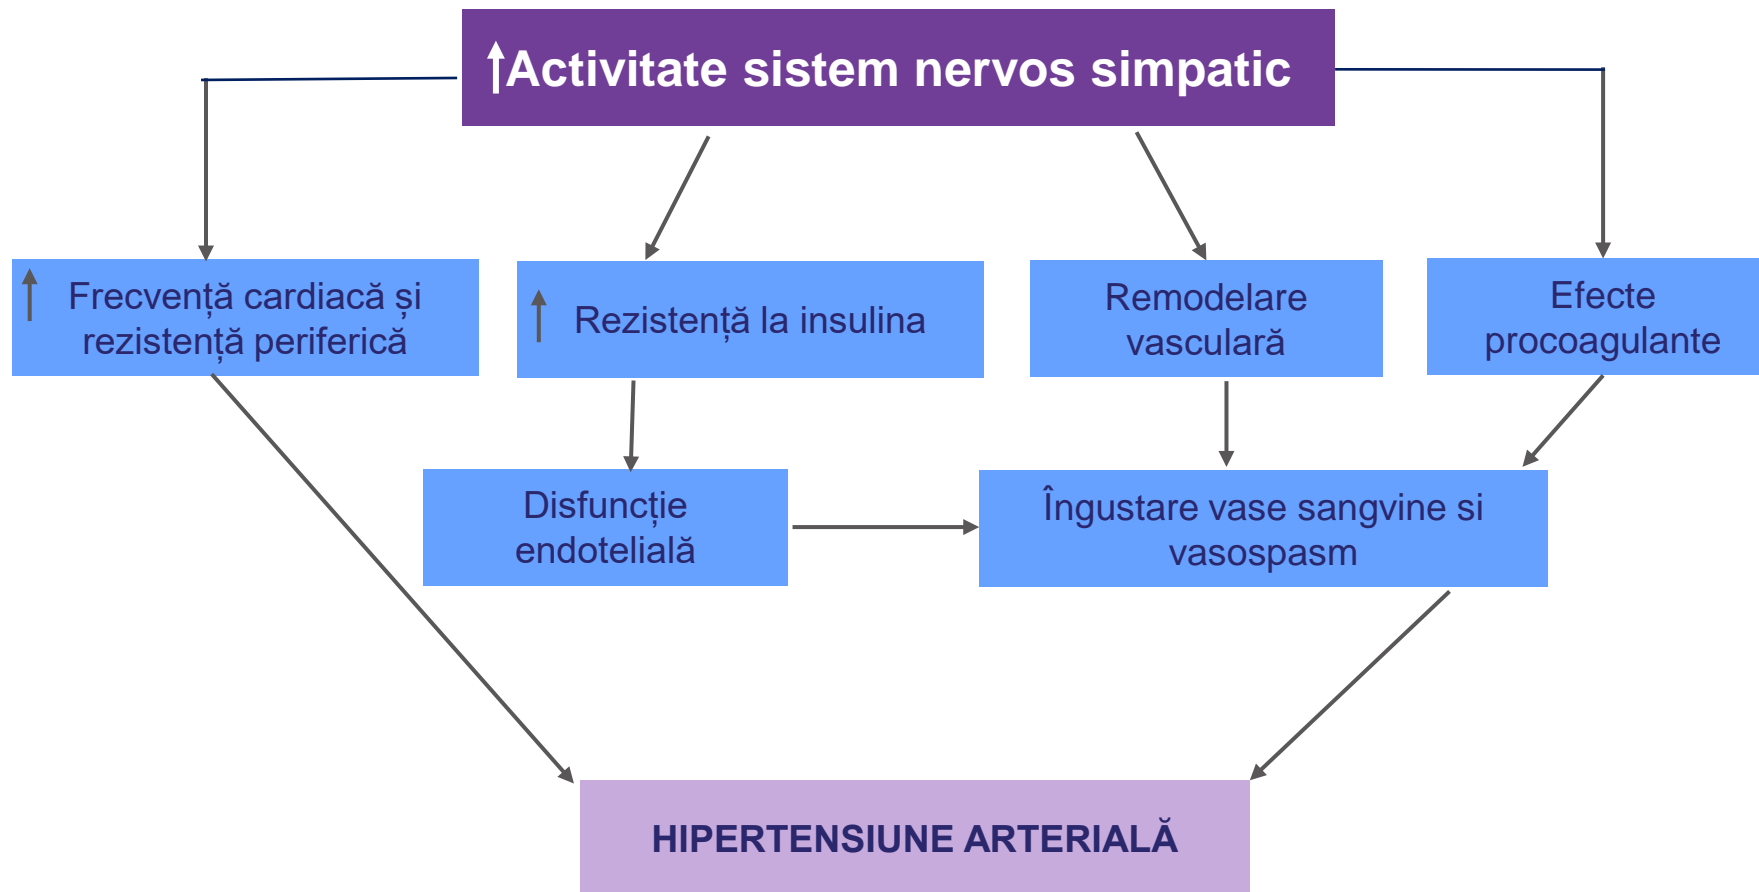 Activitate sistem nervos simpatic
Frecvență cardiacă și
rezistență periferică
Rezistență la insulina
Remodelare
vasculară
Efecte
procoagulante
Disfuncție
endotelială
Îngustare vase sangvine si
vasospasm
HIPERTENSIUNE ARTERIALĂ